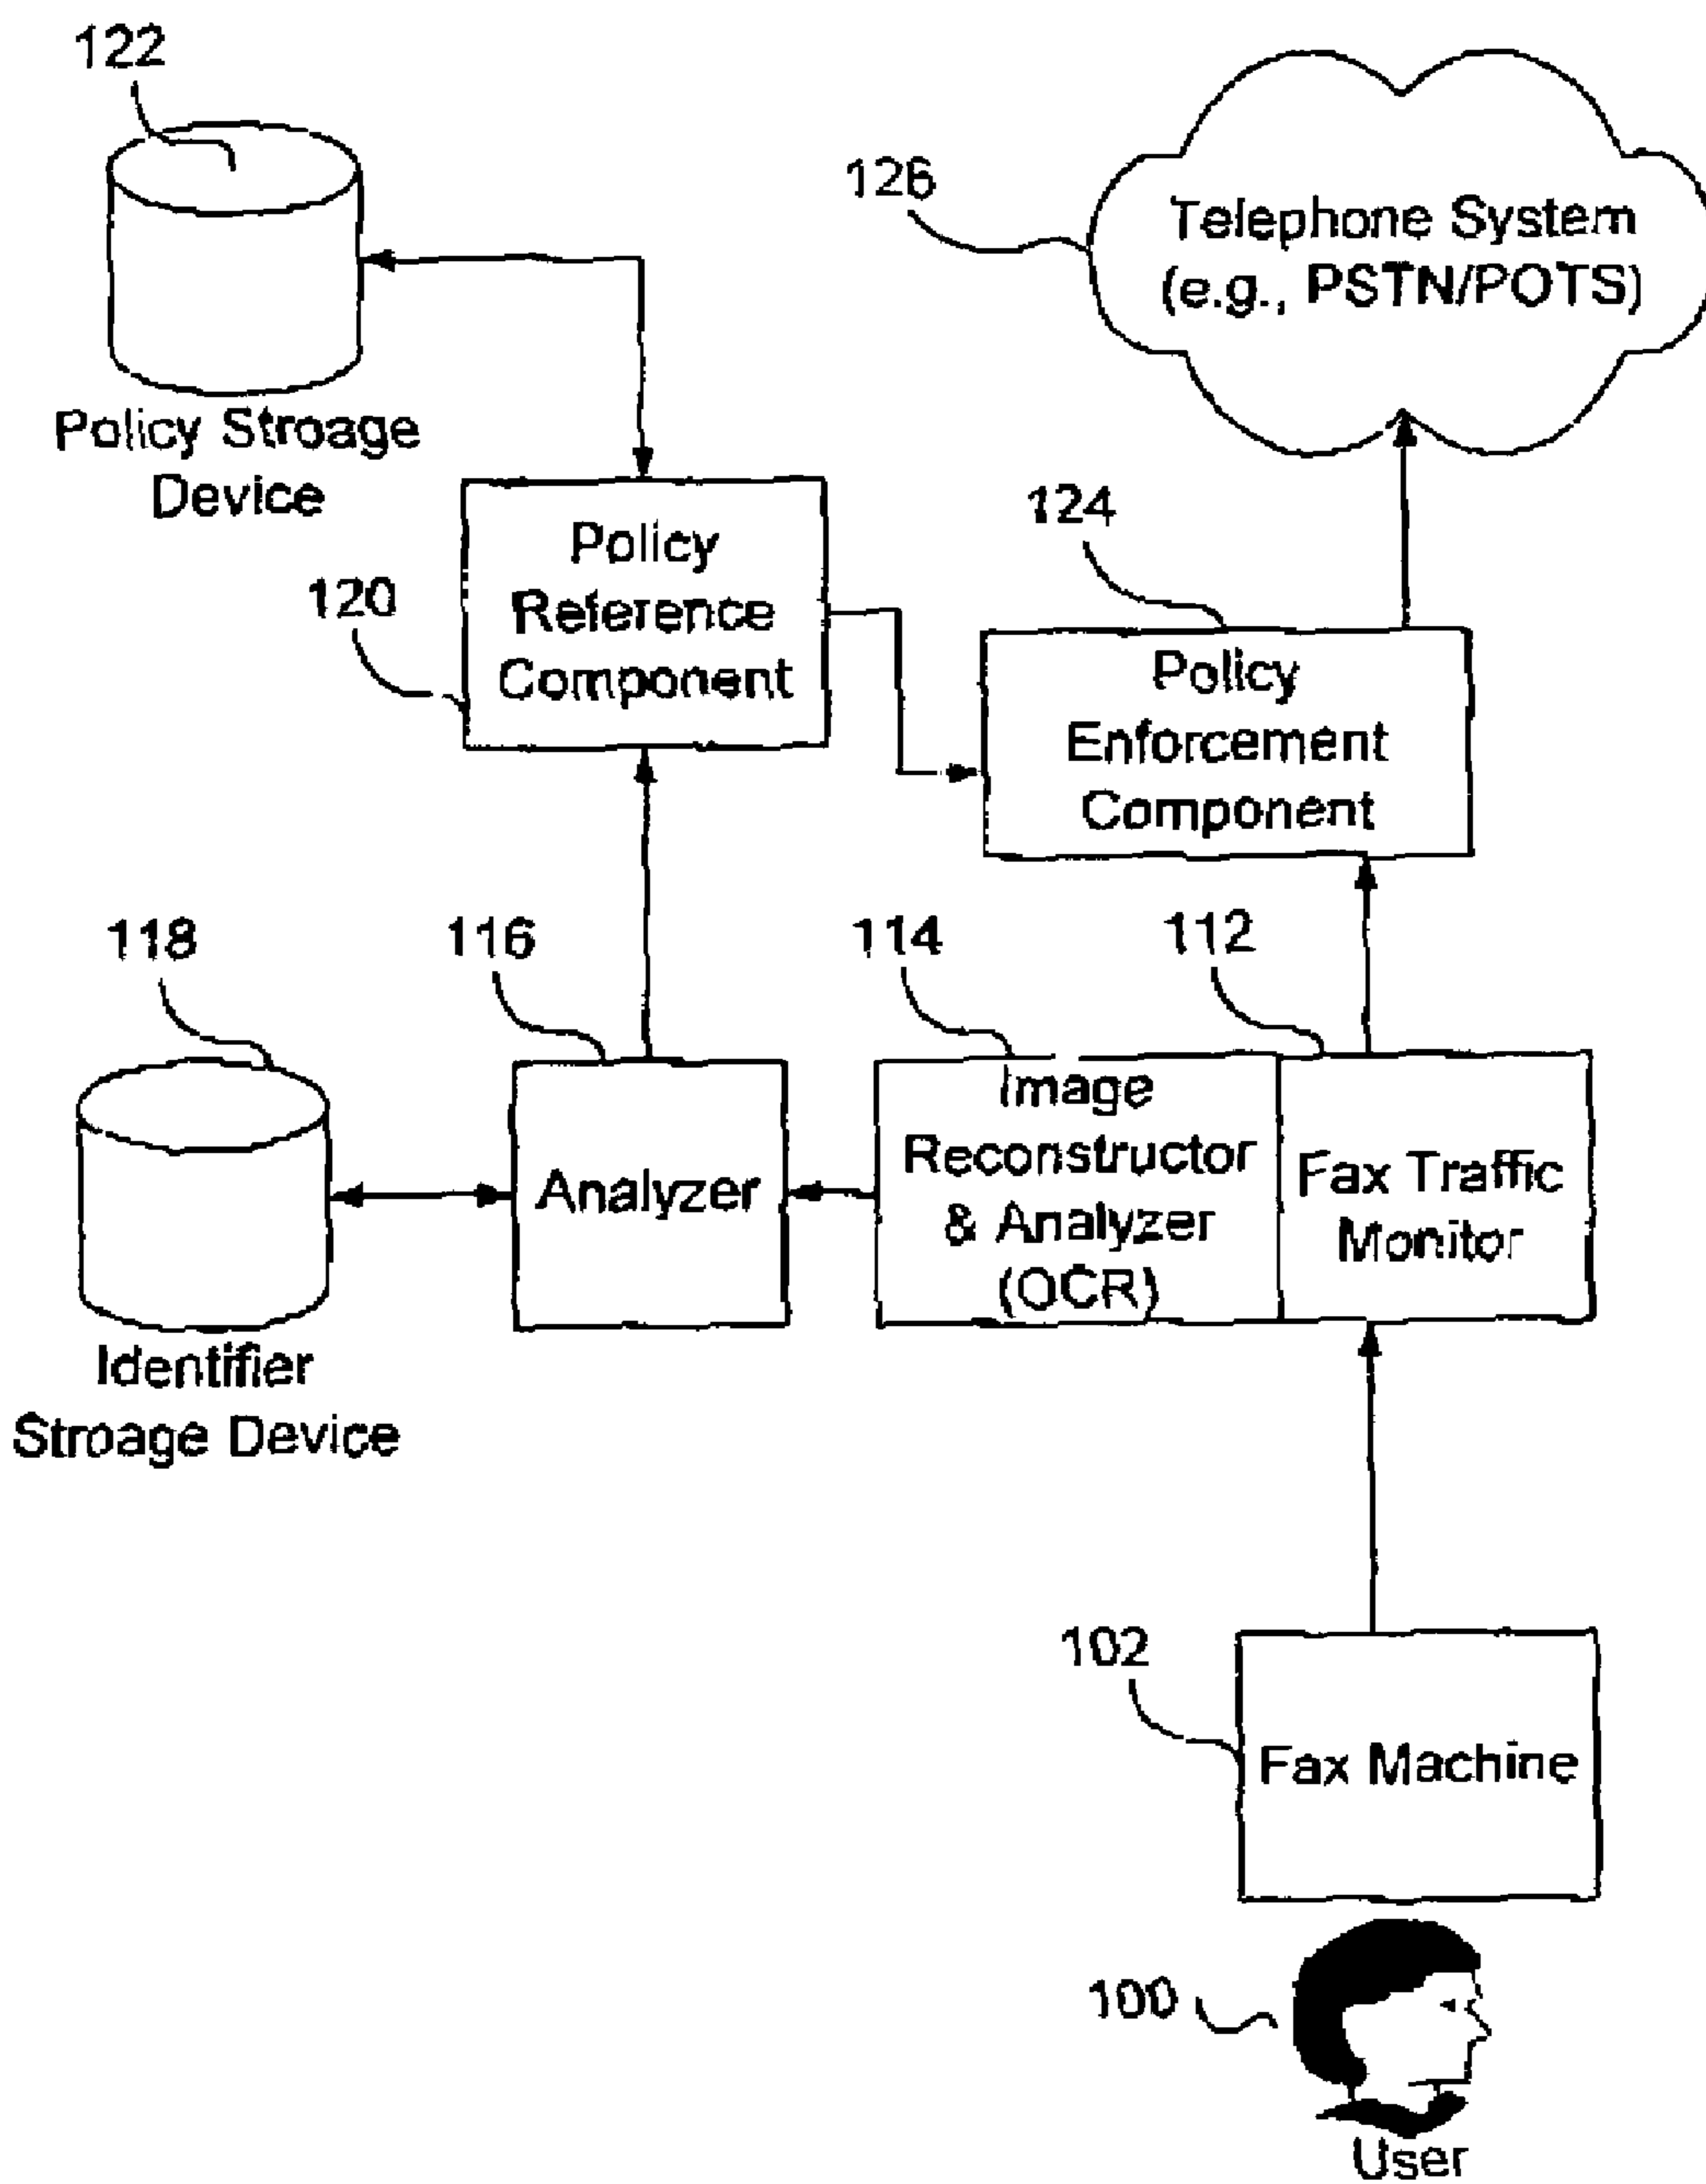 122
Policy Stroage
Device
126
Telephone System
(e.g., PSTN/POTS)
120
Policy
Reference
Component
124
Policy
Enforcement
Component
118
Identifier
Stroage Device
116
Analyzer
114
Image
Reconstructor
& Analyzer
(OCR)
112
Fax Traffic
Monitor
102
Fax Machine
100
User